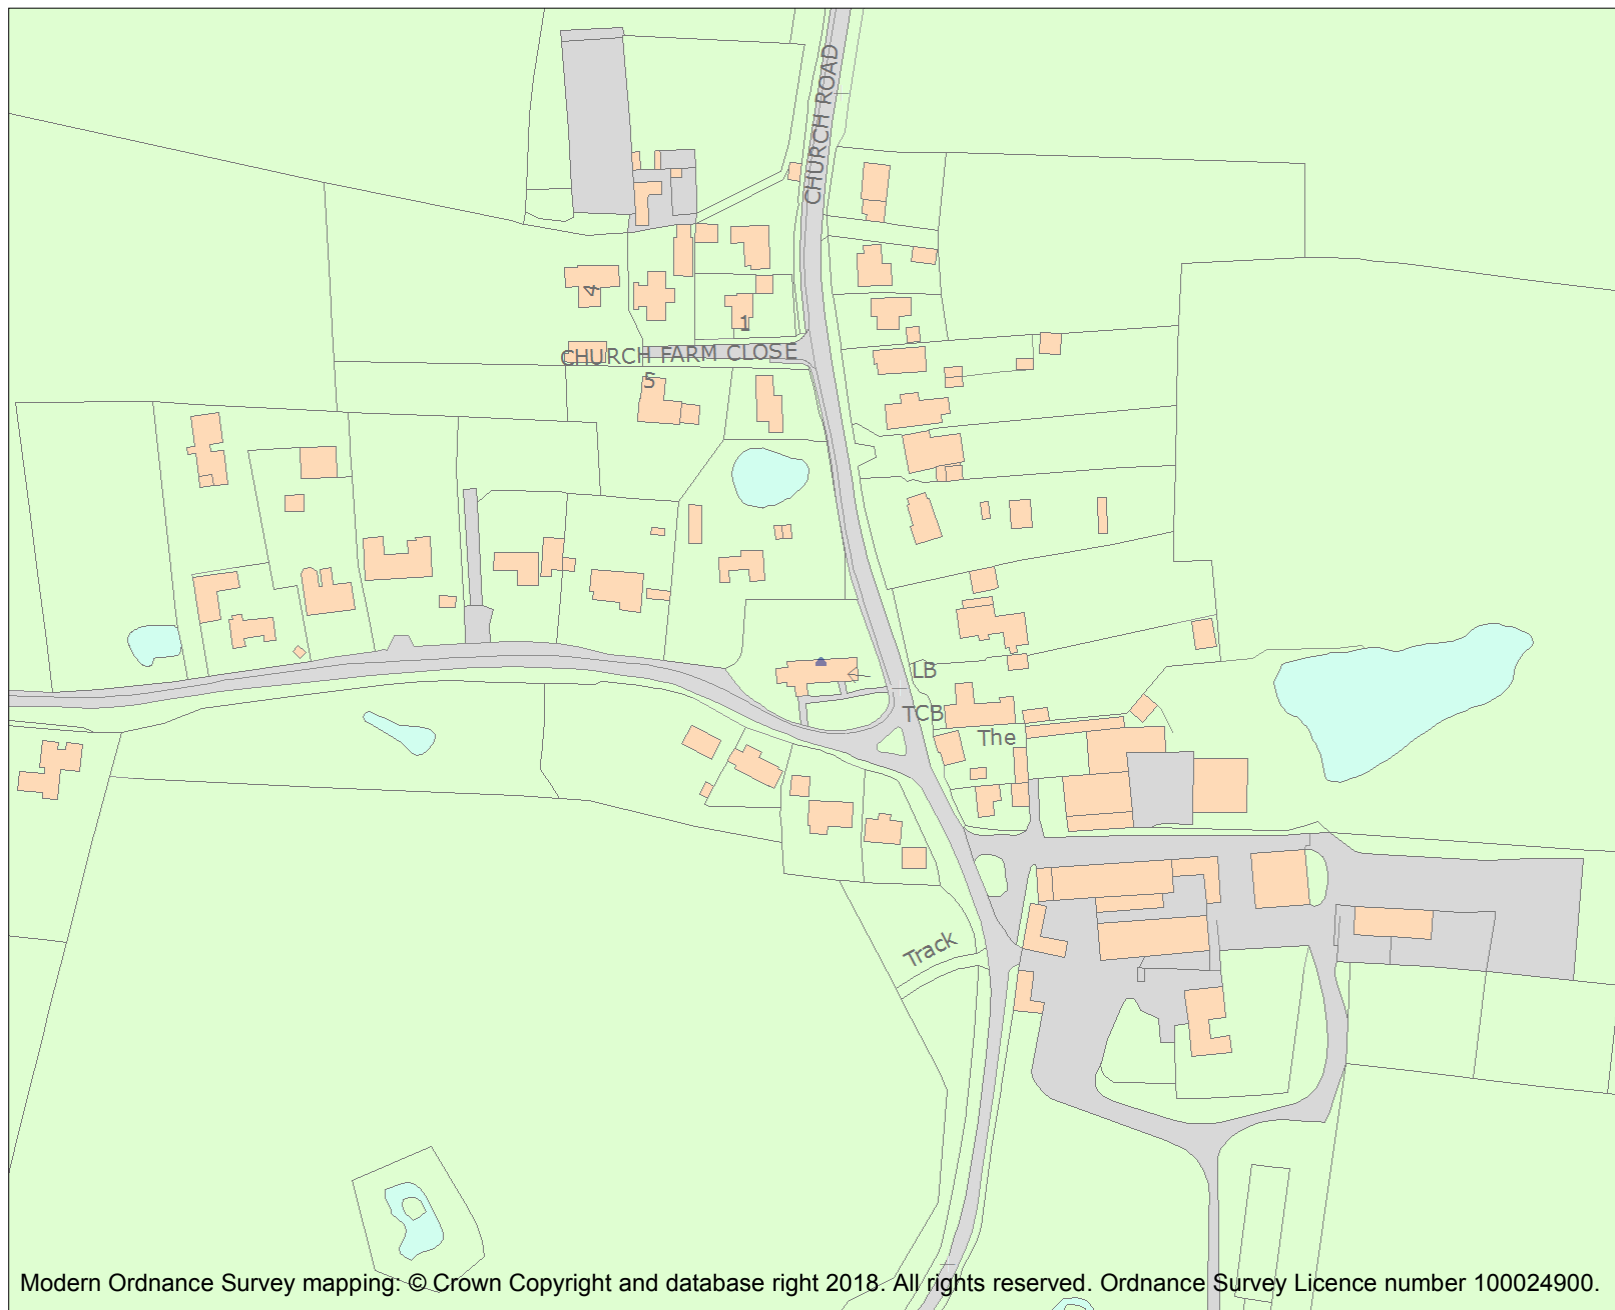 CHURCH ROAD
4
1
CHURCH FARM CLOSE
5
LB
TCB
The
Track
Modern Ordnance Survey mapping: © Crown Copyright and database right 2018. All rights reserved. Ordnance Survey Licence number 100024900.